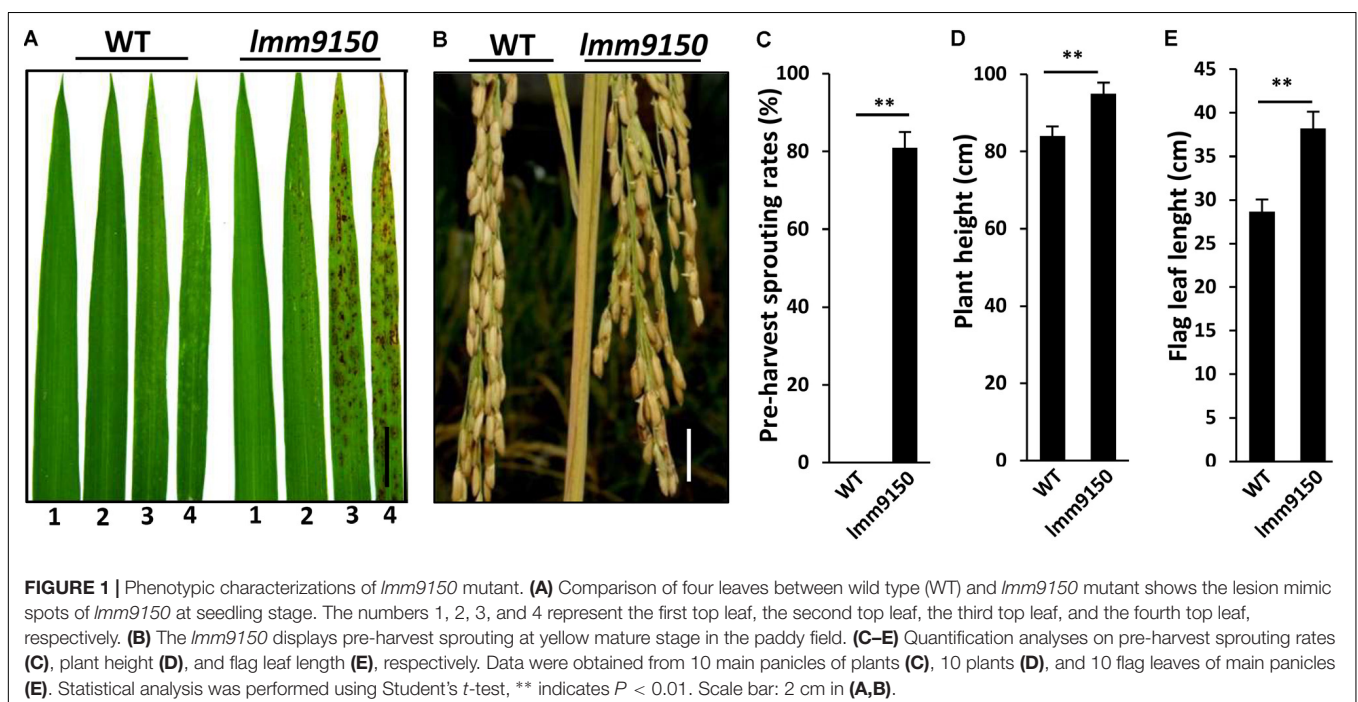 A
WT
lmm9150
1 2 3 4 1 2 3 4
B
WT
lmm9150
C
Pre-harvest sprouting rates (%)
100
80
60
40
20
0
**
WT
lmm9150
D
Plant height (cm)
100
80
60
40
20
0
**
WT
lmm9150
E
Flag leaf lenght (cm)
45
40
35
30
25
20
15
10
5
0
**
WT
lmm9150
FIGURE 1 | Phenotypic characterizations of lmm9150 mutant. (A) Comparison of four leaves between wild type (WT) and lmm9150 mutant shows the lesion mimic
spots of lmm9150 at seedling stage. The numbers 1, 2, 3, and 4 represent the first top leaf, the second top leaf, the third top leaf, and the fourth top leaf,
respectively. (B) The lmm9150 displays pre-harvest sprouting at yellow mature stage in the paddy field. (C–E) Quantification analyses on pre-harvest sprouting rates
(C), plant height (D), and flag leaf length (E), respectively. Data were obtained from 10 main panicles of plants (C), 10 plants (D), and 10 flag leaves of main panicles
(E). Statistical analysis was performed using Student's t-test, ** indicates P < 0.01. Scale bar: 2 cm in (A,B).